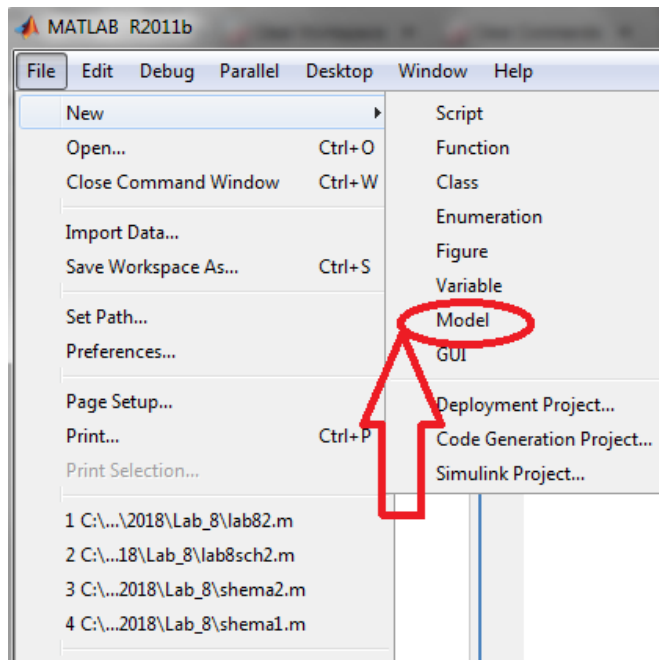 MATLAB R2011b
File Edit Debug Parallel Desktop Window Help
New
Open... Ctrl+O
Close Command Window Ctrl+W
Import Data...
Save Workspace As... Ctrl+S
Set Path...
Preferences...
Page Setup...
Print... Ctrl+P
Print Selection...
1 C:\...\2018\Lab_8\lab82.m
2 C:\...18\Lab_8\lab8sch2.m
3 C:\...2018\Lab_8\shema2.m
4 C:\...2018\Lab_8\shema1.m
Script
Function
Class
Enumeration
Figure
Variable
Model
GUI
Deployment Project...
Code Generation Project...
Simulink Project...